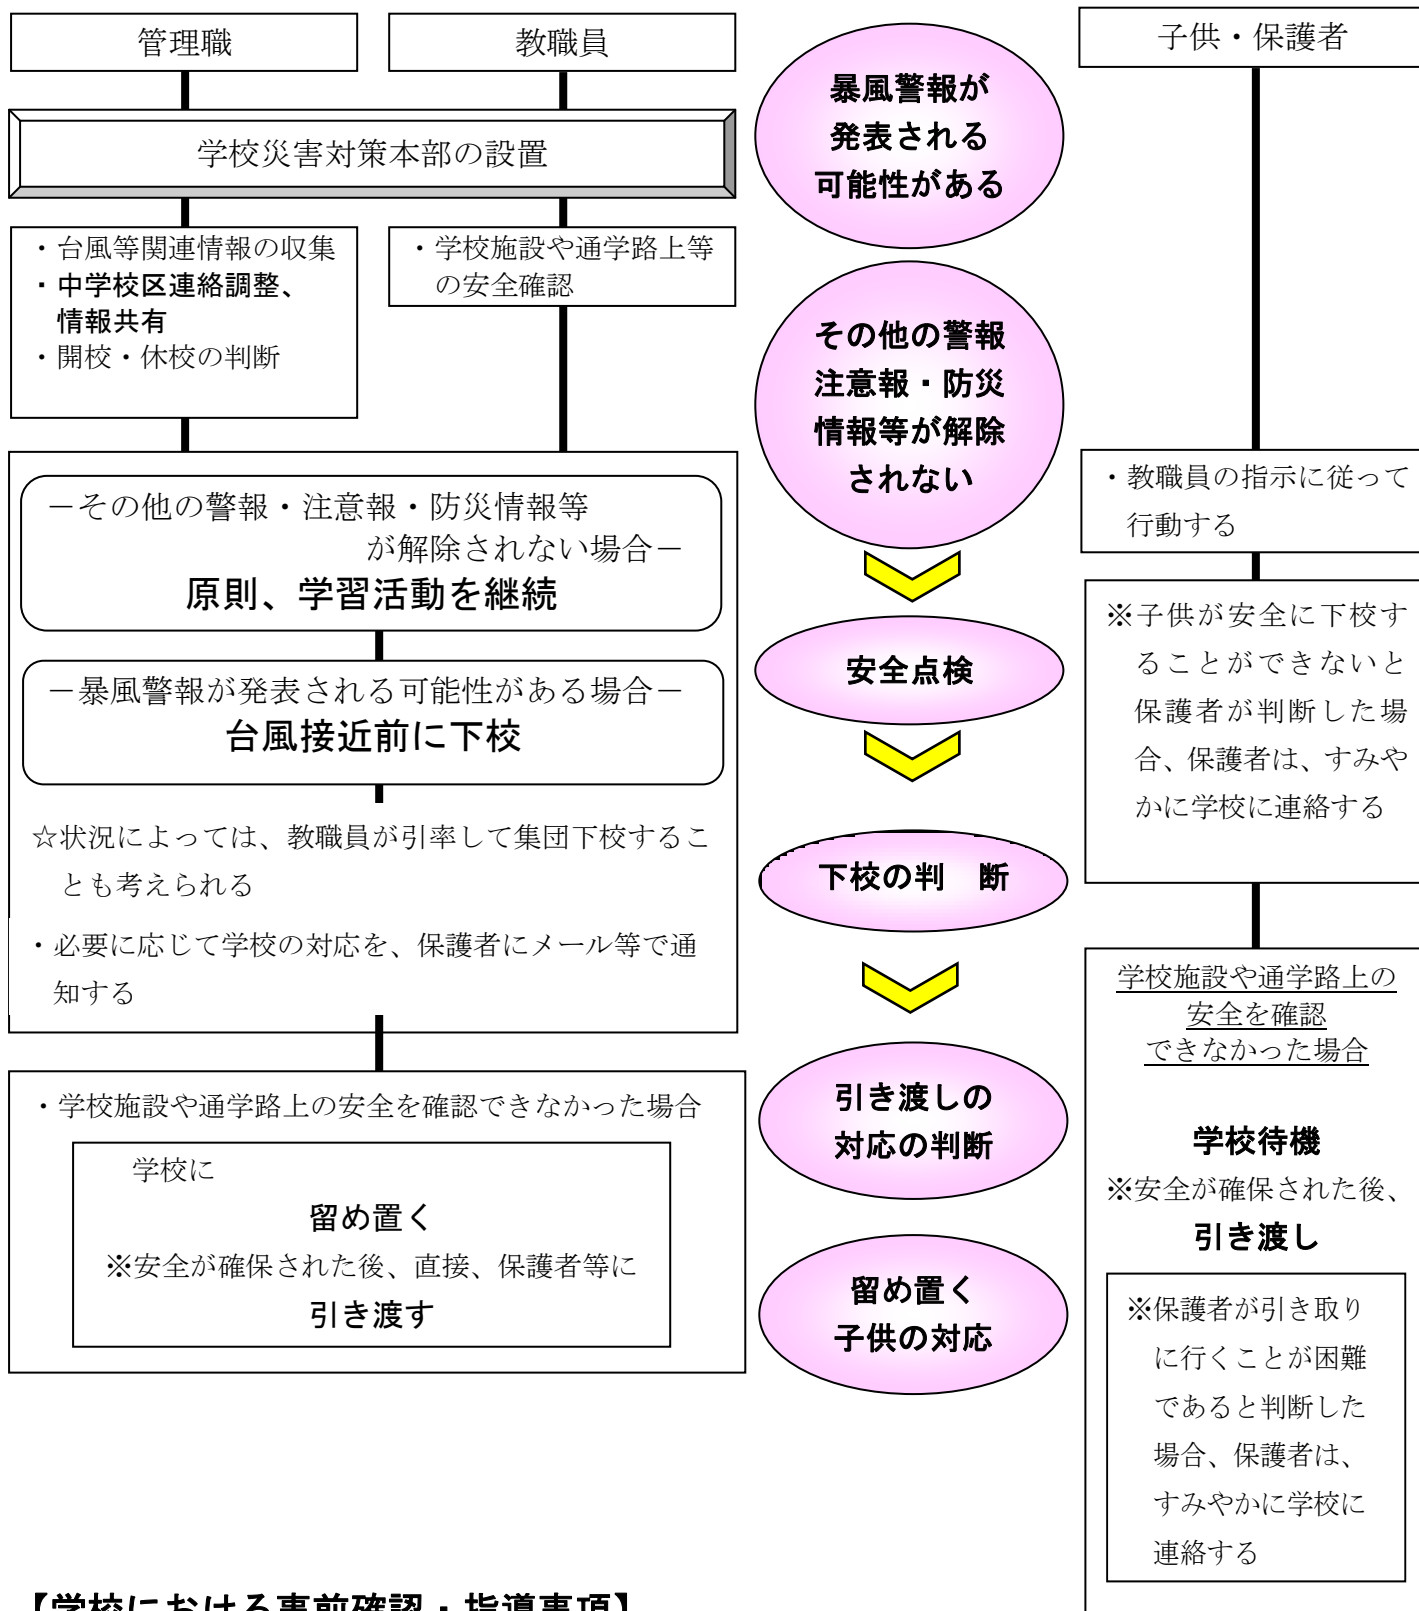 管理職
教職員
学校災害対策本部の設置
・台風等関連情報の収集
・中学校区連絡調整、
情報共有
・開校・休校の判断
・学校施設や通学路上等
の安全確認
－その他の警報・注意報・防災情報等
が解除されない場合－
原則、学習活動を継続
－暴風警報が発表される可能性がある場合－
台風接近前に下校
☆状況によっては、教職員が引率して集団下校するこ
とも考えられる
・必要に応じて学校の対応を、保護者にメール等で通
知する
・学校施設や通学路上の安全を確認できなかった場合
学校に
留め置く
※安全が確保された後、直接、保護者等に
引き渡す
暴風警報が
発表される
可能性がある
その他の警報
注意報・防災
情報等が解除
されない
安全点検
下校の判　断
引き渡しの
対応の判断
留め置く
子供の対応
子供・保護者
・教職員の指示に従って
行動する
※子供が安全に下校す
ることができないと
保護者が判断した場
合、保護者は、すみや
かに学校に連絡する
学校施設や通学路上の
安全を確認
できなかった場合
学校待機
※安全が確保された後、
引き渡し
※保護者が引き取り
に行くことが困難
であると判断した
場合、保護者は、
すみやかに学校に
連絡する
【学校における事前確認・指導事項】